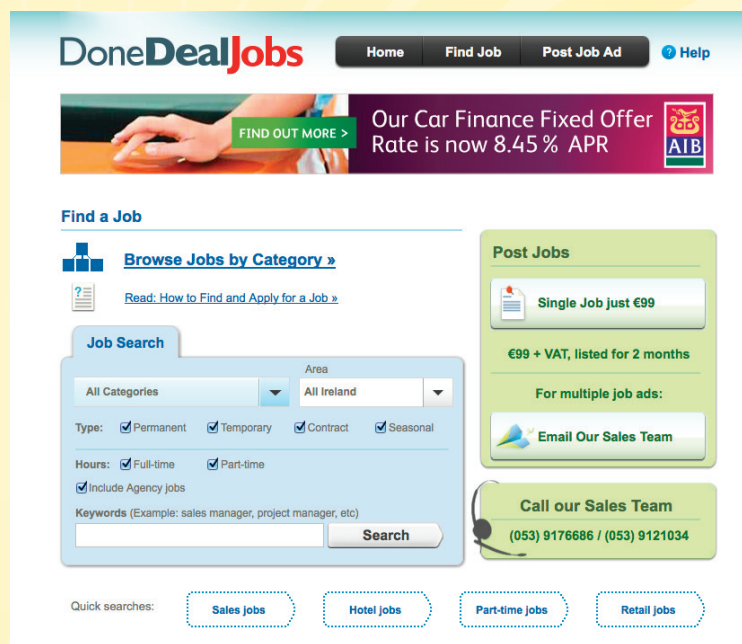 DoneDealJobs
Home Find Job Post Job Ad ? Help
FIND OUT MORE >
Our Car Finance Fixed Offer
Rate is now 8.45% APR
AIB
Find a Job
Browse Jobs by Category »
Read: How to Find and Apply for a Job »
Job Search
Area
All Categories
All Ireland
Type: Permanent Temporary Contract Seasonal
Hours: Full-time Part-time
Include Agency jobs
Keywords (Example: sales manager, project manager, etc)
Search
Post Jobs
Single Job just €99
€99 + VAT, listed for 2 months
For multiple job ads:
Email Our Sales Team
Call our Sales Team
(053) 9176686 / (053) 9121034
Quick searches: Sales jobs Hotel jobs Part-time jobs Retail jobs